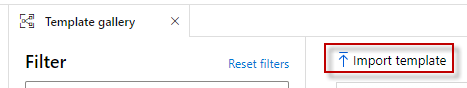 Template gallery
Filter
Reset filters
Import template